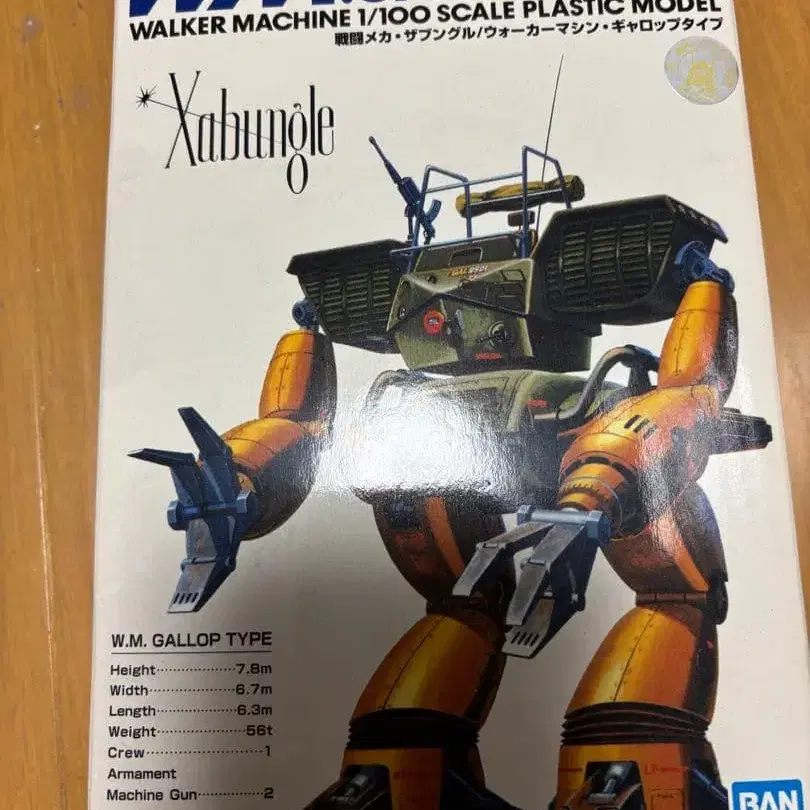 WALKER MACHINE 1/100 SCALE PLASTIC MODEL
戦闘メカ・ザブングル/ウォーカーマシン・ギャロップタイプ
Xabungle
W.M. GALLOP TYPE
Height 7.8m
Width 6.7m
Length 6.3m
Weight 56t
Crew 1
Armament
Machine Gun 2
BAN